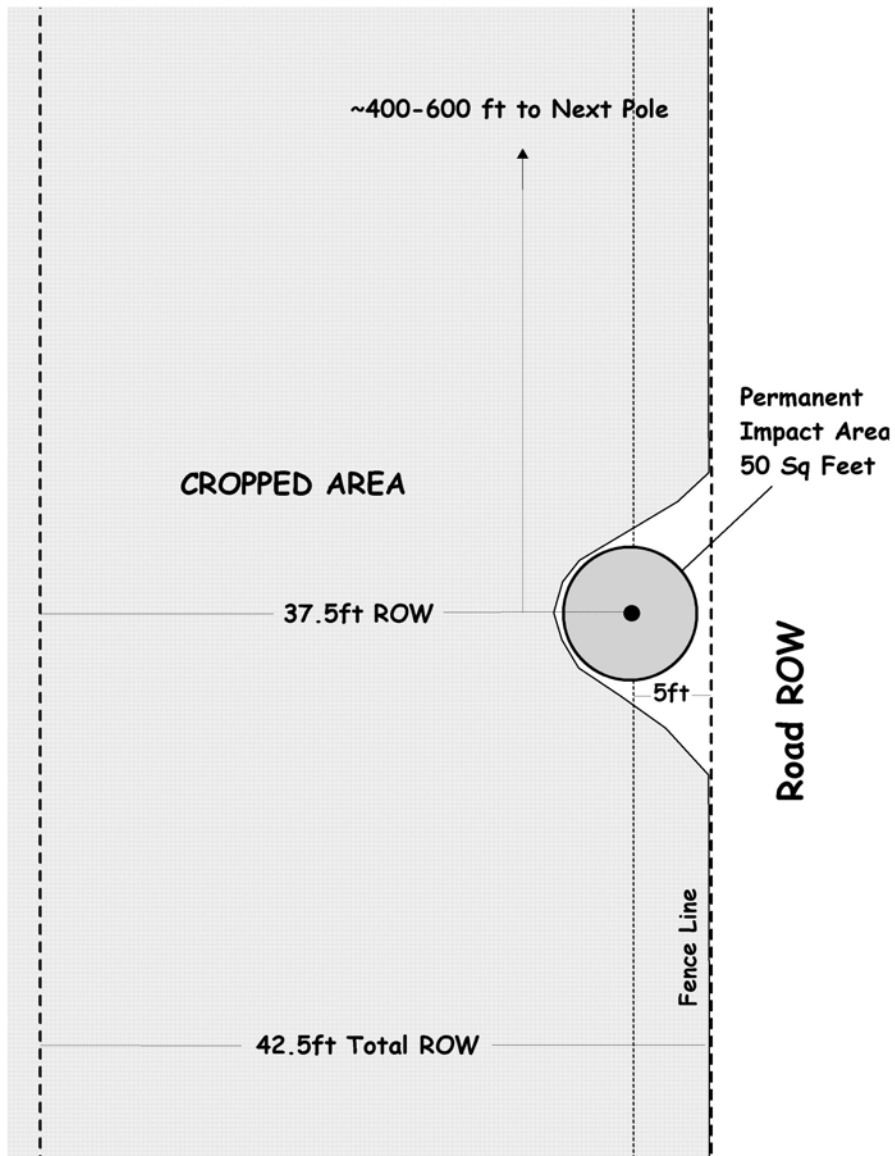 ~400-600 ft to Next Pole
Permanent
Impact Area
50 Sq Feet
CROPPED AREA
37.5ft ROW
5ft
Road ROW
Fence Line
42.5ft Total ROW